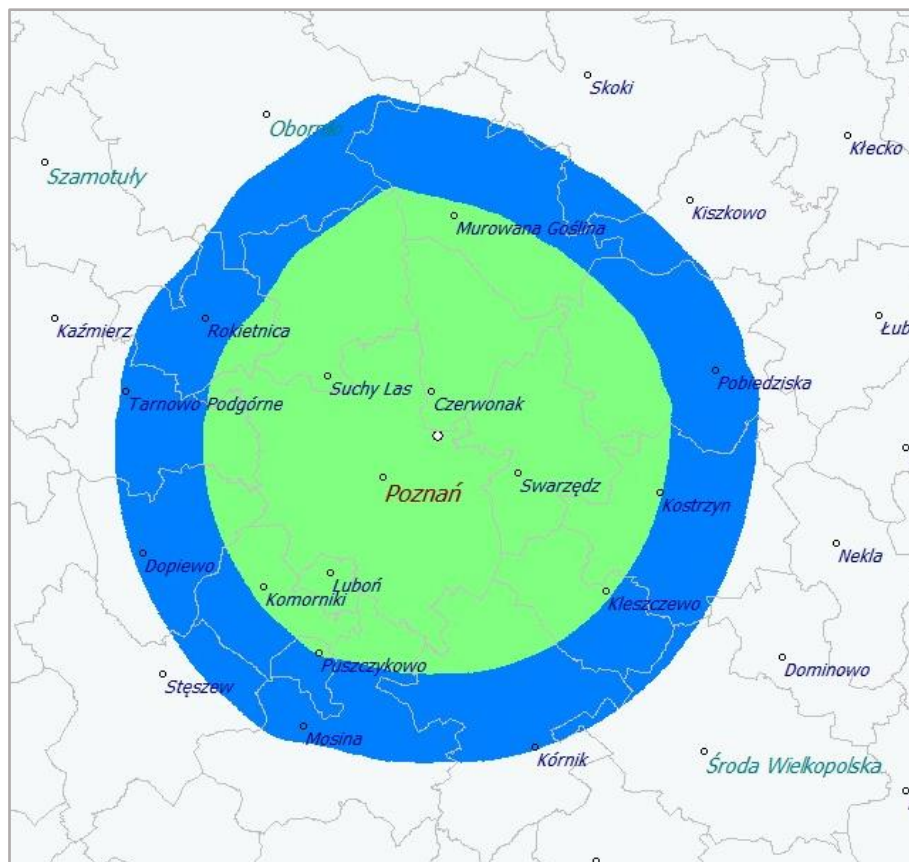 Skoki
Oborniki
Kłecko
Szamotuły
Kiszkowo
Murowana Goślina
Kaźmierz
Rokietnica
Łub
Pobiedziska
Suchy Las
Tarnowo Podgórne
Czerwonak
Swarzędz
Poznań
Kostrzyn
Nekla
Dopiewo
Luboń
Komorniki
Kleszczewo
Puszczykowo
Dominowo
Stęszew
Mosina
Kórnik
Środa Wielkopolska